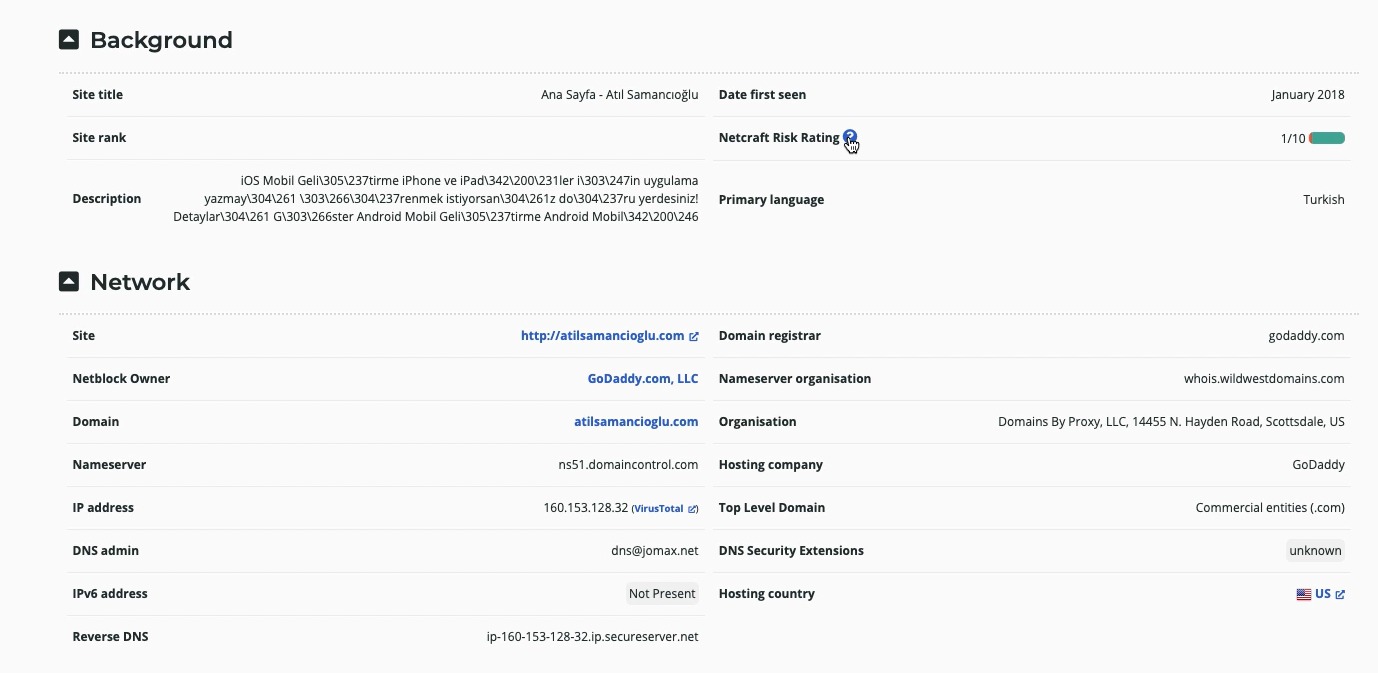 Background
Site title Ana Sayfa - Atıl Samancıoğlu Date first seen January 2018
Site rank Netcraft Risk Rating ? 1/10
iOS Mobil Geli\305\237tirme iPhone ve iPad\342\200\231ler i\303\247in uygulama
Description yazmay\304\261 \303\266\304\237renmek istiyorsan\304\261z do\304\237ru yerdesiniz! Primary language Turkish
Detaylar\304\261 G\303\266ster Android Mobil Geli\305\237tirme Android Mobil\342\200\246
Network
Site http://atilsamancioglu.com Domain registrar godaddy.com
Netblock Owner GoDaddy.com, LLC Nameserver organisation whois.wildwestdomains.com
Domain atilsamancioglu.com Organisation Domains By Proxy, LLC, 14455 N. Hayden Road, Scottsdale, US
Nameserver ns51.domaincontrol.com Hosting company GoDaddy
IP address 160.153.128.32 (VirusTotal) Top Level Domain Commercial entities (.com)
DNS admin dns@jomax.net DNS Security Extensions unknown
IPv6 address Not Present Hosting country US
Reverse DNS ip-160-153-128-32.ip.secureserver.net